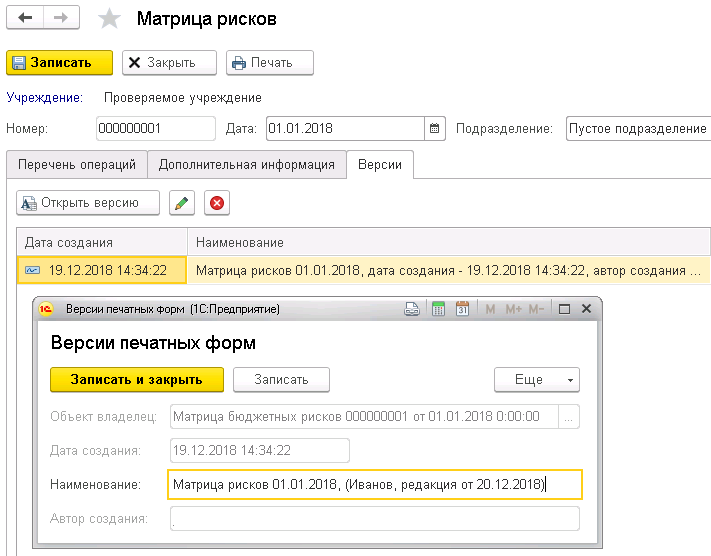 Матрица рисков
Записать Закрыть Печать
Учреждение: Проверяемое учреждение
Номер: 000000001 Дата: 01.01.2018 Подразделение: Пустое подразделение
Перечень операций Дополнительная информация Версии
Открыть версию
Дата создания Наименование
19.12.2018 14:34:22 Матрица рисков 01.01.2018, дата создания - 19.12.2018 14:34:22, автор создания ...
1С Версии печатных форм (1С:Предприятие) 31 M M+ M-
Версии печатных форм
Записать и закрыть Записать Еще
Объект владелец: Матрица бюджетных рисков 000000001 от 01.01.2018 0:00:00 ...
Дата создания: 19.12.2018 14:34:22
Наименование: Матрица рисков 01.01.2018, (Иванов, редакция от 20.12.2018)
Автор создания: .